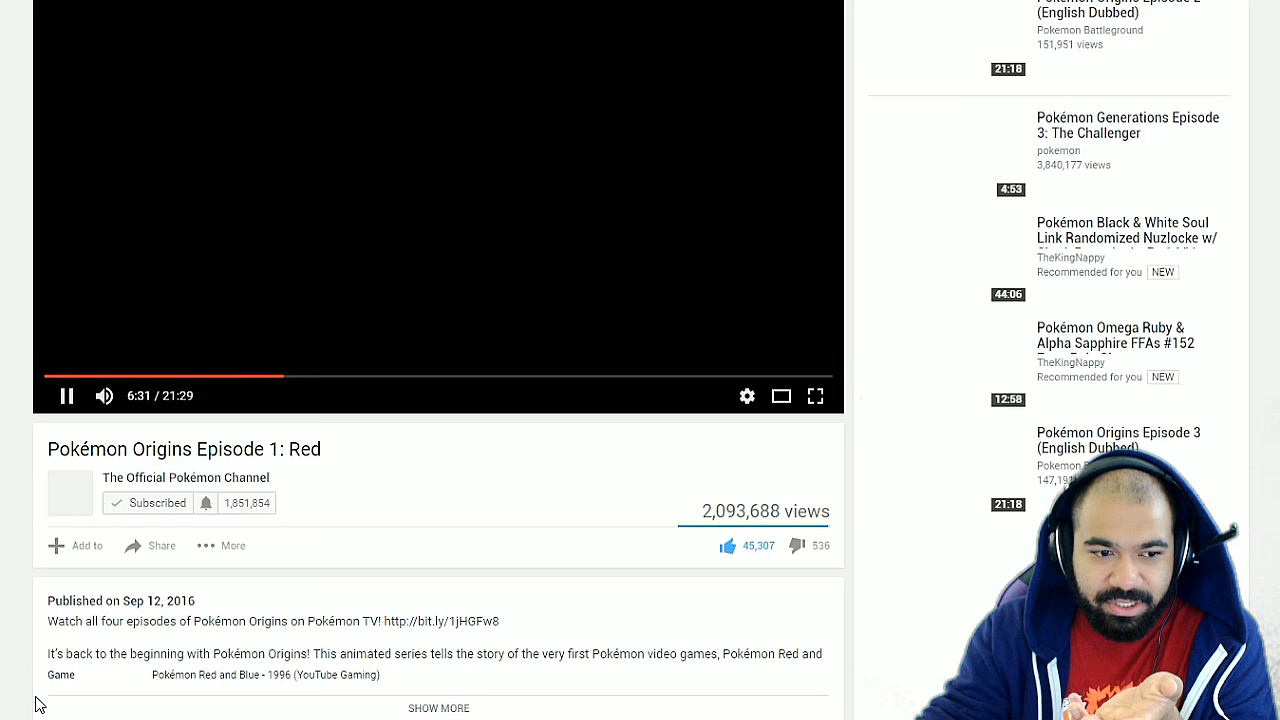 (English Dubbed)
Pokemon Battleground
151,951 views
21:18
Pokémon Generations Episode
3: The Challenger
pokemon
3,840,177 views
4:53
Pokémon Black & White Soul
Link Randomized Nuzlocke w/
TheKingNappy
Recommended for you NEW
44:06
Pokémon Omega Ruby &
Alpha Sapphire FFAs #152
TheKingNappy
Recommended for you NEW
12:58
Pokémon Origins Episode 3
(English Dubbed)
Pokemon
21:18
6:31 / 21:29
Pokémon Origins Episode 1: Red
The Official Pokémon Channel
Subscribed 1,851,854
2,093,688 views
Add to Share More 45,307 536
Published on Sep 12, 2016
Watch all four episodes of Pokémon Origins on Pokémon TV! http://bit.ly/1jHGFw8
It's back to the beginning with Pokémon Origins! This animated series tells the story of the very first Pokémon video games, Pokémon Red and
Game Pokémon Red and Blue - 1996 (YouTube Gaming)
SHOW MORE